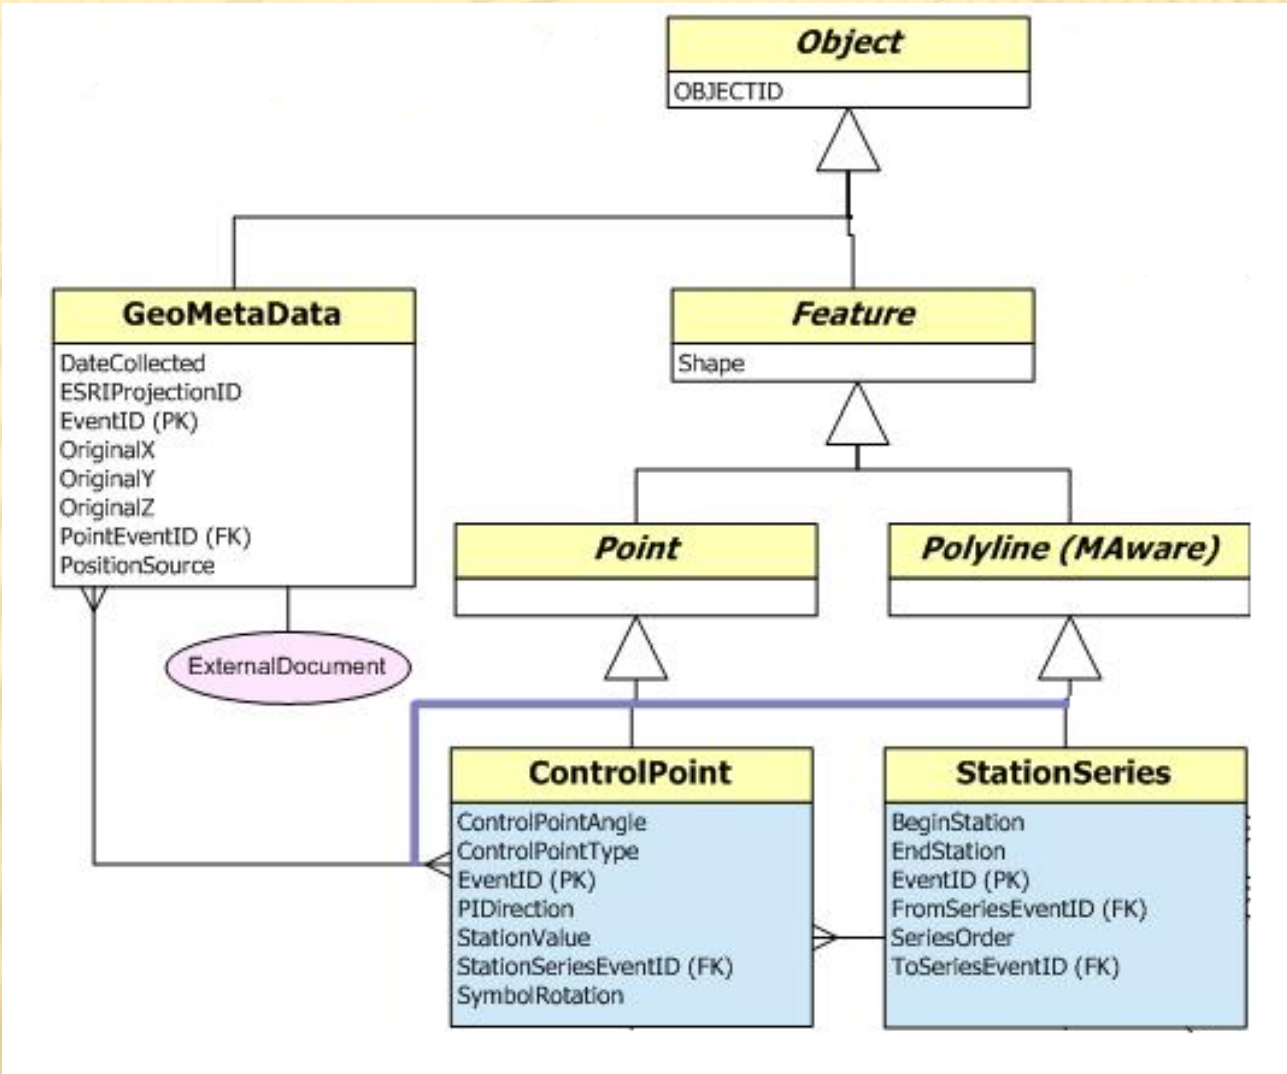 Object
OBJECTID
GeoMetaData
DateCollected
ESRIProjectionID
EventID (PK)
OriginalX
OriginalY
OriginalZ
PointEventID (FK)
PositionSource
ExternalDocument
Feature
Shape
Point
Polyline (MAware)
ControlPoint
ControlPointAngle
ControlPointType
EventID (PK)
PIDirection
StationValue
StationSeriesEventID (FK)
SymbolRotation
StationSeries
BeginStation
EndStation
EventID (PK)
FromSeriesEventID (FK)
SeriesOrder
ToSeriesEventID (FK)